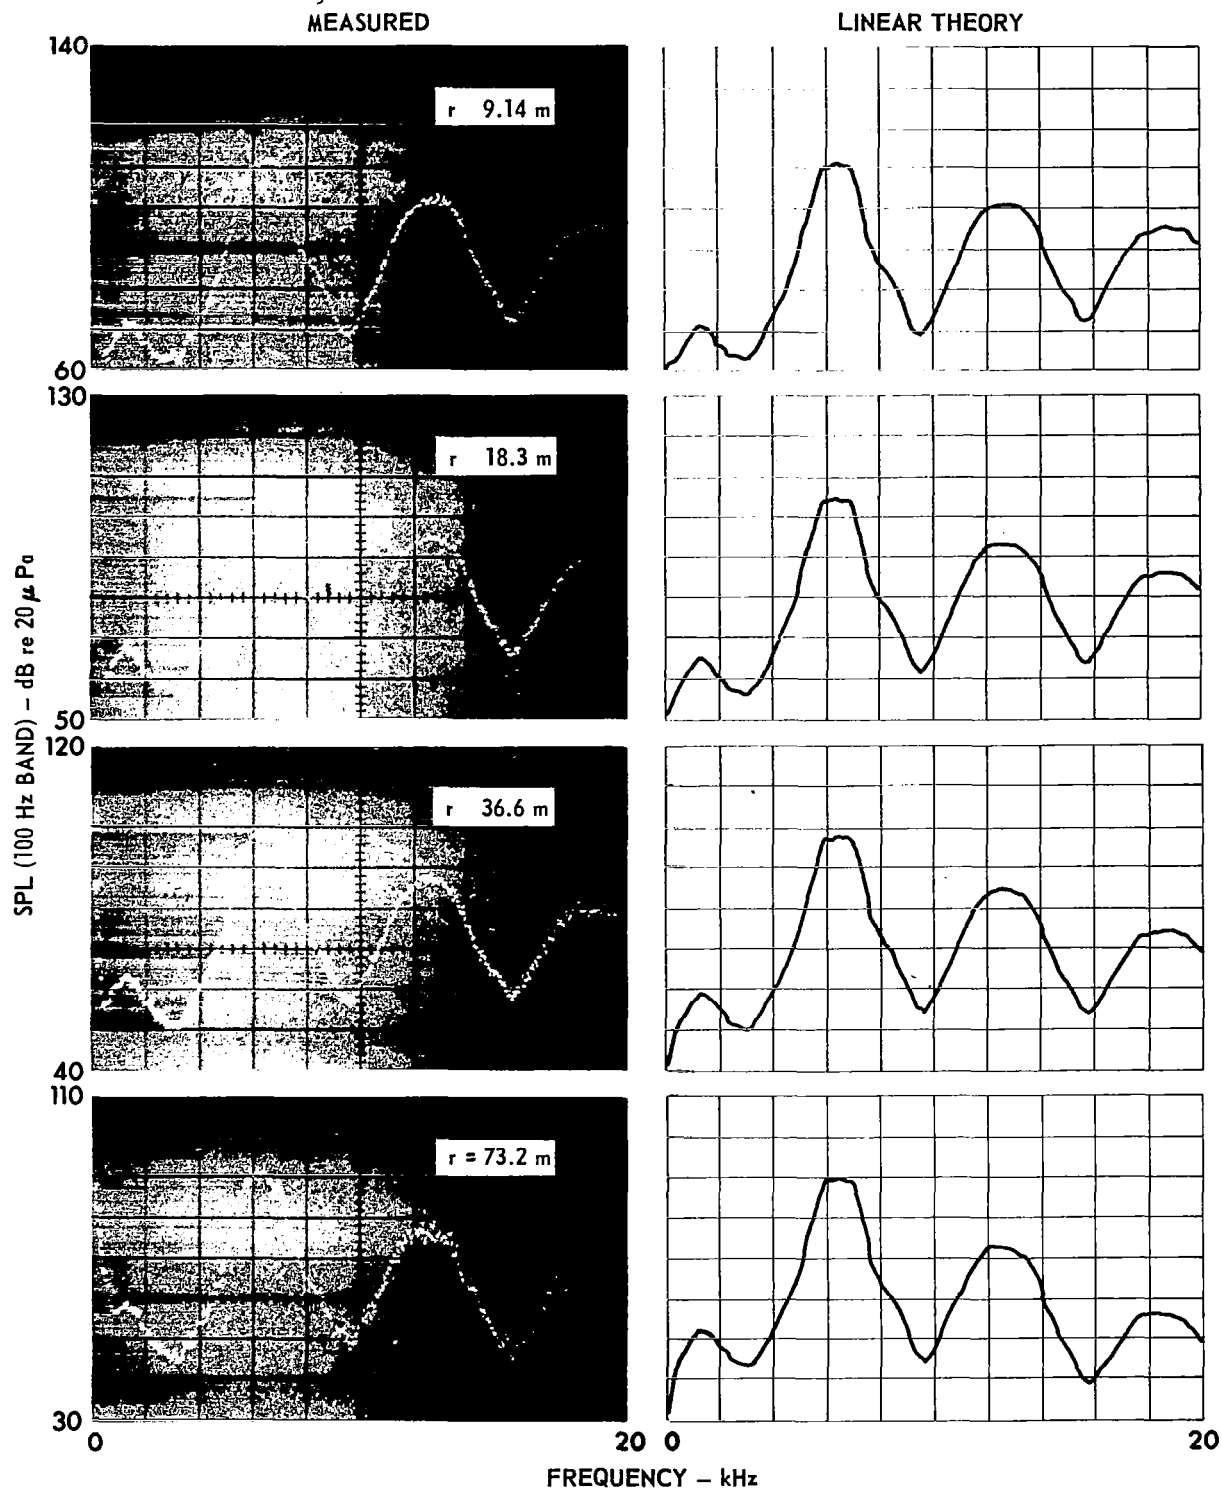 MEASURED
LINEAR THEORY
140
r 9.14 m
60
130
r 18.3 m
50
120
r 36.6 m
40
110
r = 73.2 m
30
SPL (100 Hz BAND) – dB re 20 μ Pa
0
20
0
20
FREQUENCY – kHz